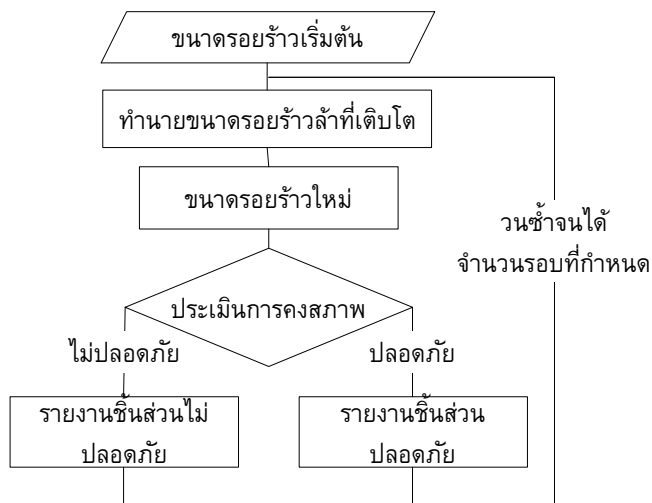 ขนาดรอยร้าวเริ่มต้น
ทำนายขนาดรอยร้าวล้าที่เติบโต
ขนาดรอยร้าวใหม่
วนซ้ำจนได้
จำนวนรอบที่กำหนด
ประเมินการคงสภาพ
ไม่ปลอดภัย
ปลอดภัย
รายงานชิ้นส่วนไม่
ปลอดภัย
รายงานชิ้นส่วน
ปลอดภัย